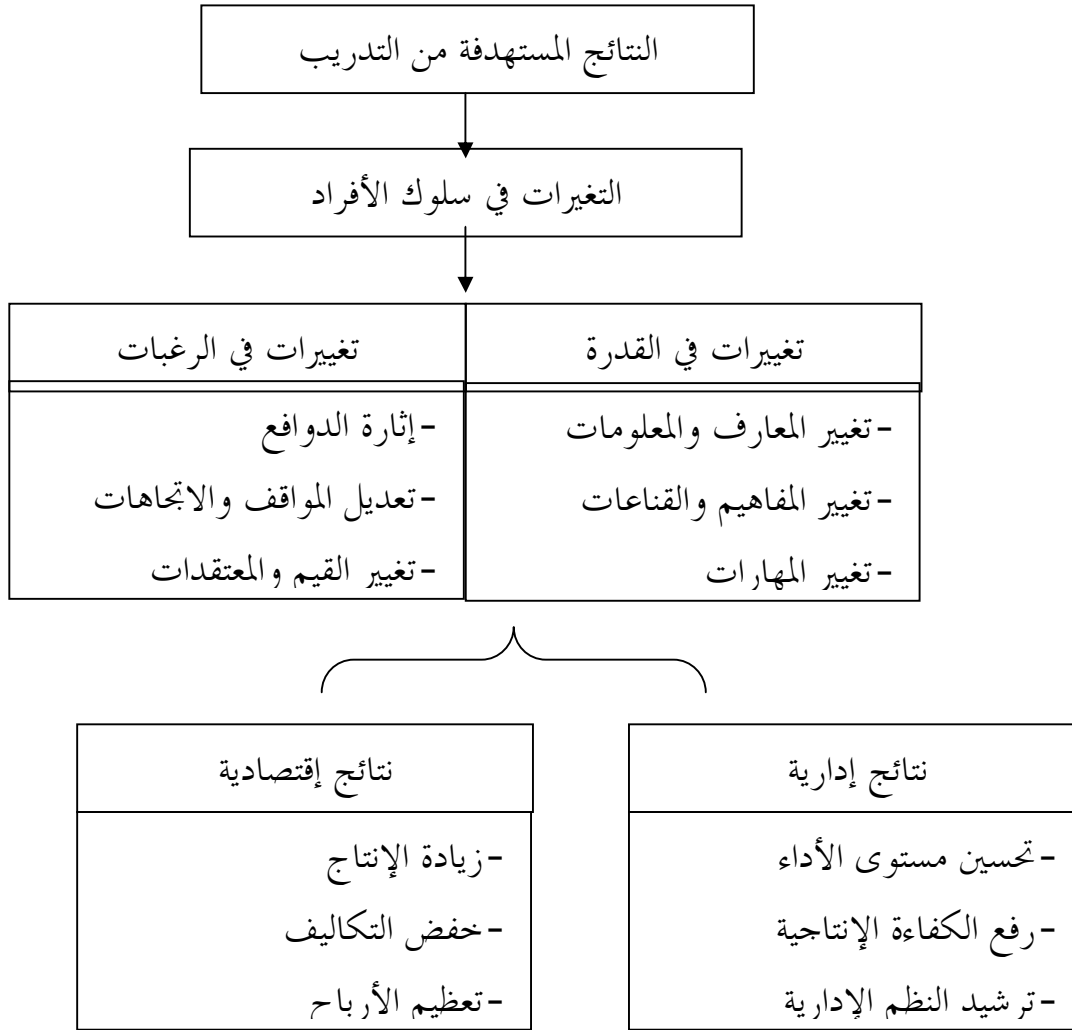 النتائج المستهدفة من التدريب
التغيرات في سلوك الأفراد
تغييرات في القدرة
تغييرات في الرغبات
-تغيير المعارف والمعلومات
-تغيير المفاهيم والقناعات
-تغيير المهارات
-إثارة الدوافع
-تعديل المواقف والاتجاهات
-تغيير القيم والمعتقدات
نتائج إدارية
-تحسين مستوى الأداء
-رفع الكفاءة الإنتاجية
-ترشيد النظم الإدارية
نتائج إقتصادية
-زيادة الإنتاج
-خفض التكاليف
-تعظيم الأرباح